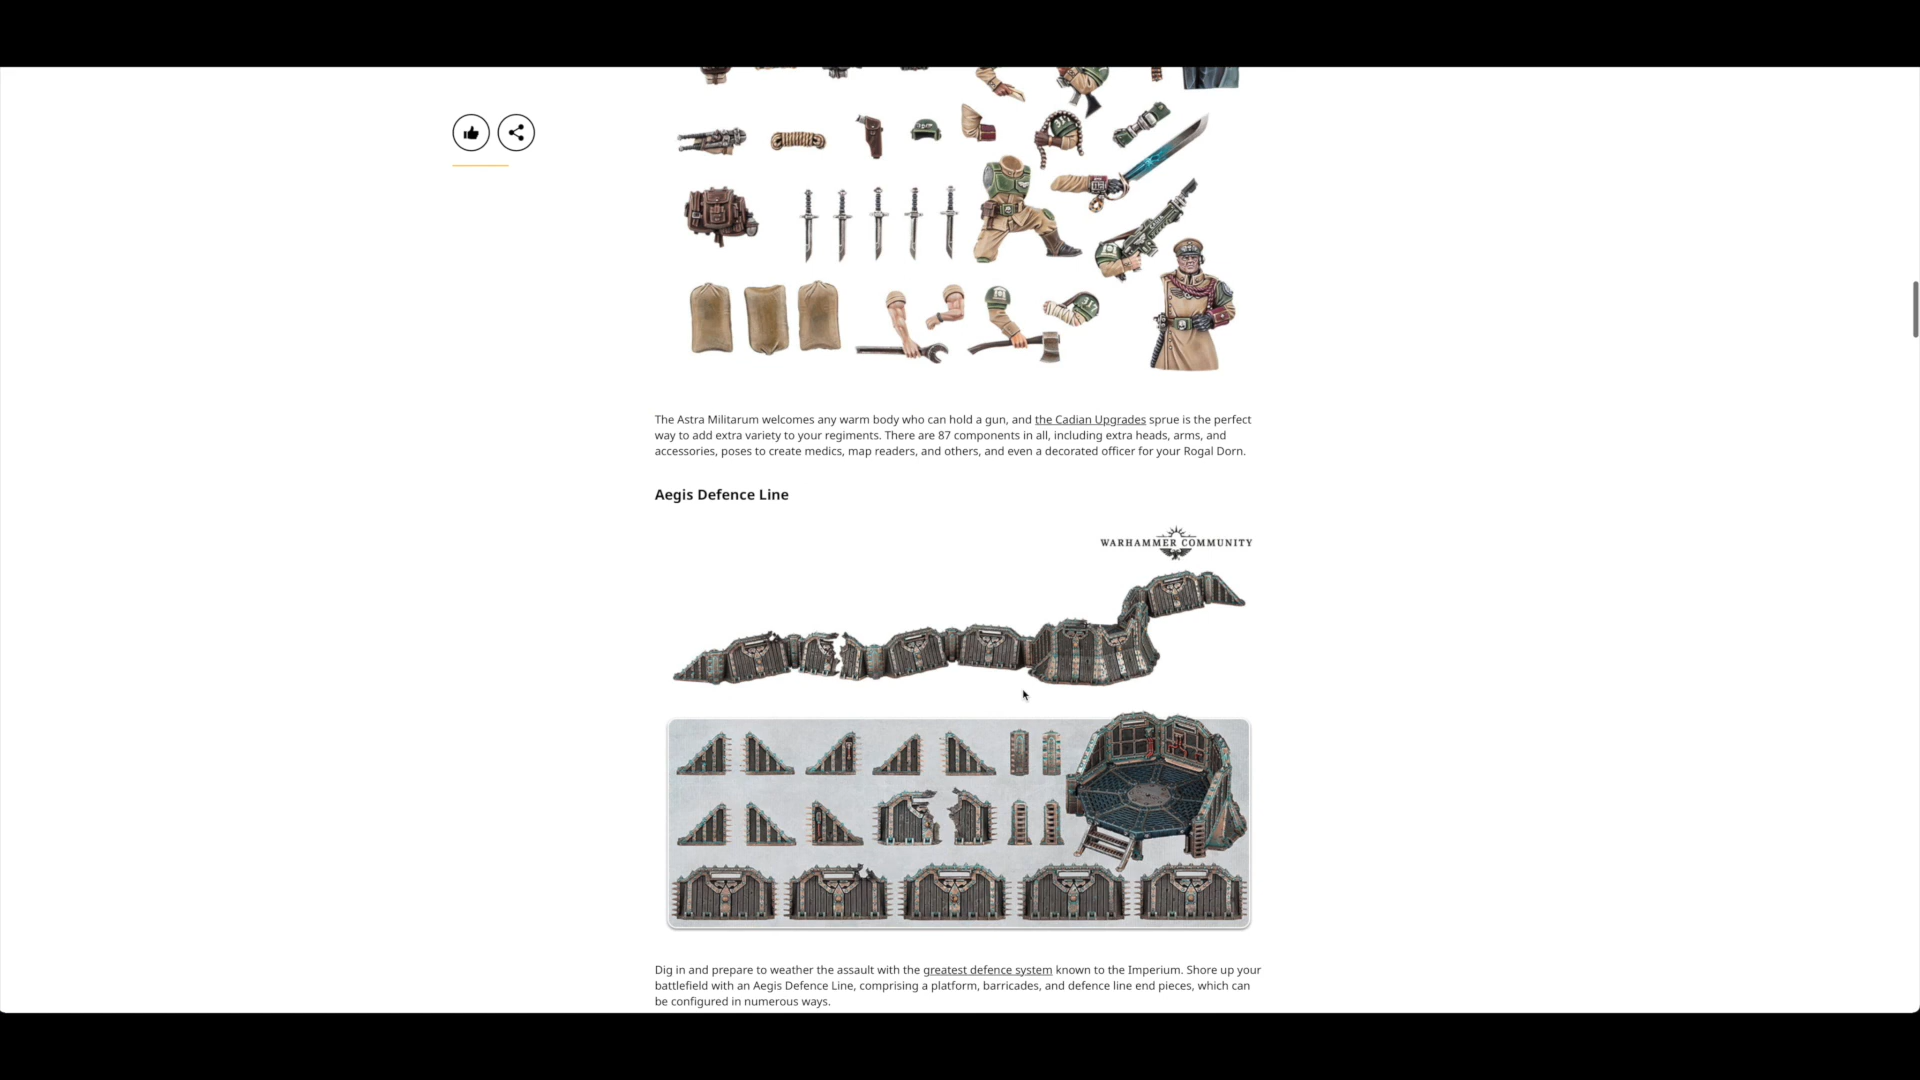 The Astra Militarum welcomes any warm body who can hold a gun, and the Cadian Upgrades sprue is the perfect
way to add extra variety to your regiments. There are 87 components in all, including extra heads, arms, and
accessories, poses to create medics, map readers, and others, and even a decorated officer for your Rogal Dorn.
Aegis Defence Line
WARHAMMER COMMUNITY
Dig in and prepare to weather the assault with the greatest defence system known to the Imperium. Shore up your
battlefield with an Aegis Defence Line, comprising a platform, barricades, and defence line end pieces, which can
be configured in numerous ways.